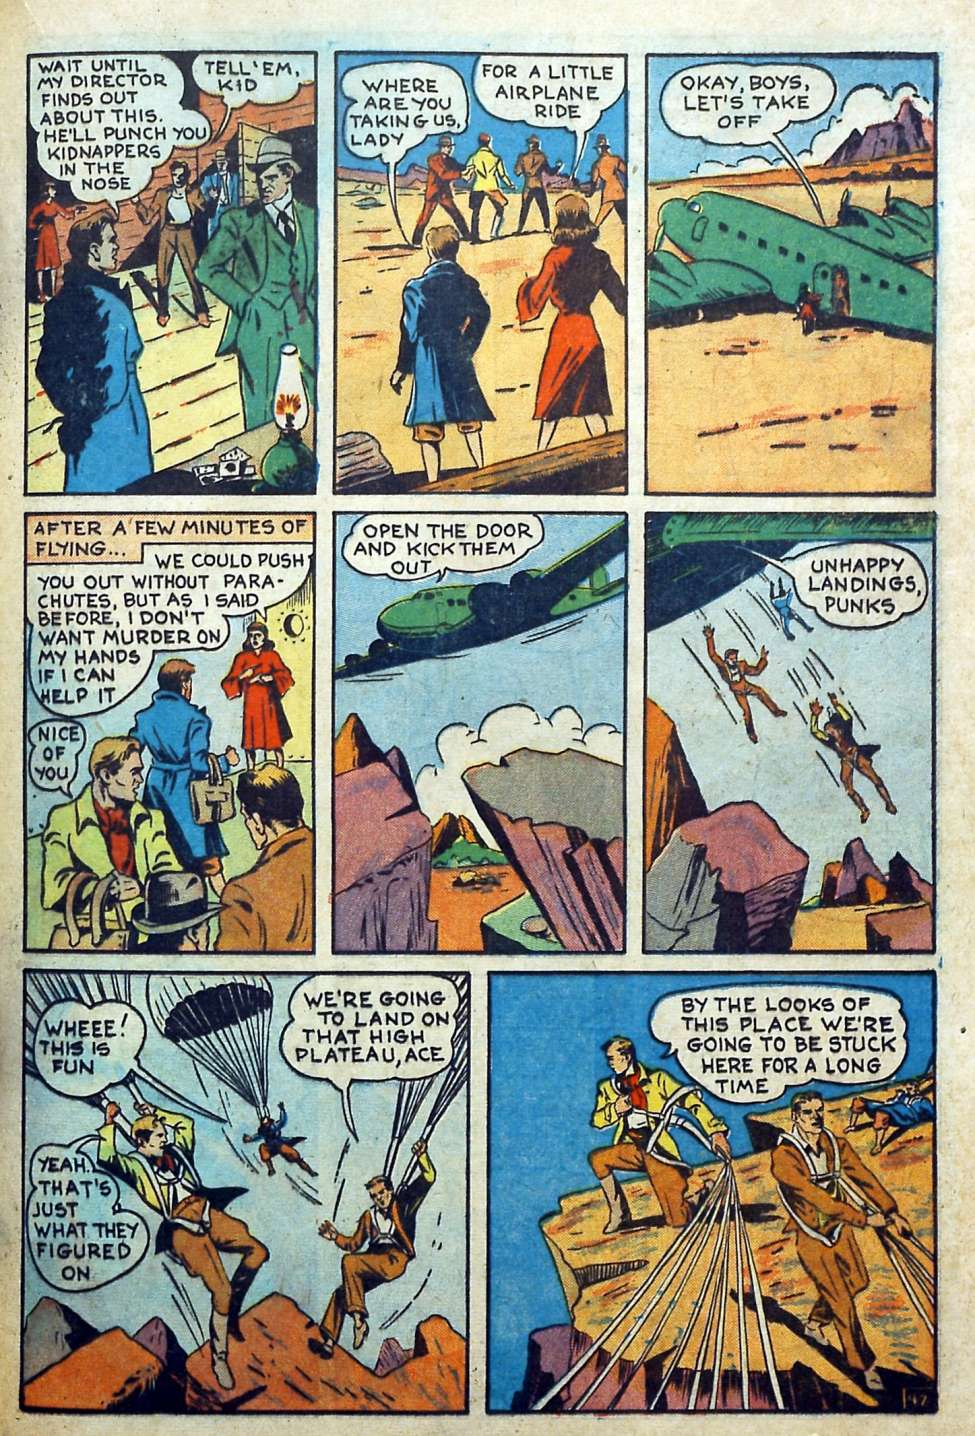 WAIT UNTIL
MY DIRECTOR
FINDS OUT
ABOUT THIS.
HE'LL PUNCH YOU
KIDNAPPERS
IN THE
NOSE
TELL 'EM,
KID
WHERE
ARE YOU
TAKING US,
LADY
FOR A LITTLE
AIRPLANE
RIDE
OKAY, BOYS,
LET'S TAKE
OFF
AFTER A FEW MINUTES OF
FLYING...
WE COULD PUSH
YOU OUT WITHOUT PARA-
CHUTES, BUT AS I SAID
BEFORE, I DON'T
WANT MURDER ON
MY HANDS
IF I CAN
HELP IT
NICE
OF
YOU
OPEN THE DOOR
AND KICK THEM
OUT
UNHAPPY
LANDINGS,
PUNKS
WHEEE!
THIS IS
FUN
WE'RE GOING
TO LAND ON
THAT HIGH
PLATEAU, ACE
YEAH...
THAT'S
JUST
WHAT THEY
FIGURED
ON
BY THE LOOKS OF
THIS PLACE WE'RE
GOING TO BE STUCK
HERE FOR A LONG
TIME
47